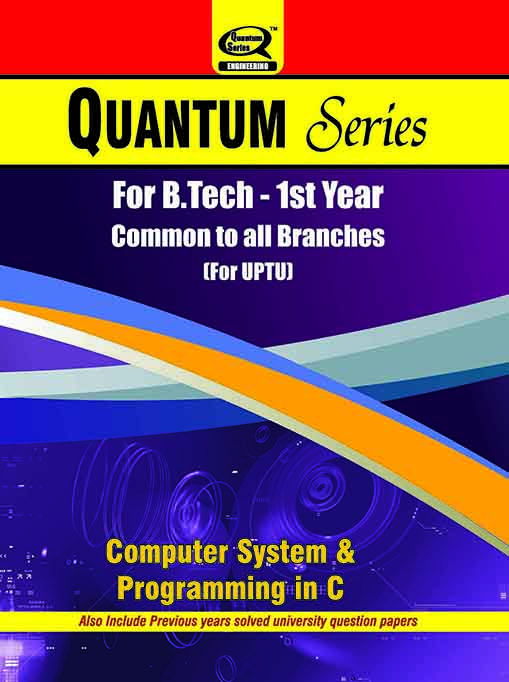 Quantum
Series
TM
ENGINEERING
QUANTUM Series
For B.Tech - 1st Year
Common to all Branches
(For UPTU)
Computer System &
Programming in C
Also Include Previous years solved university question papers